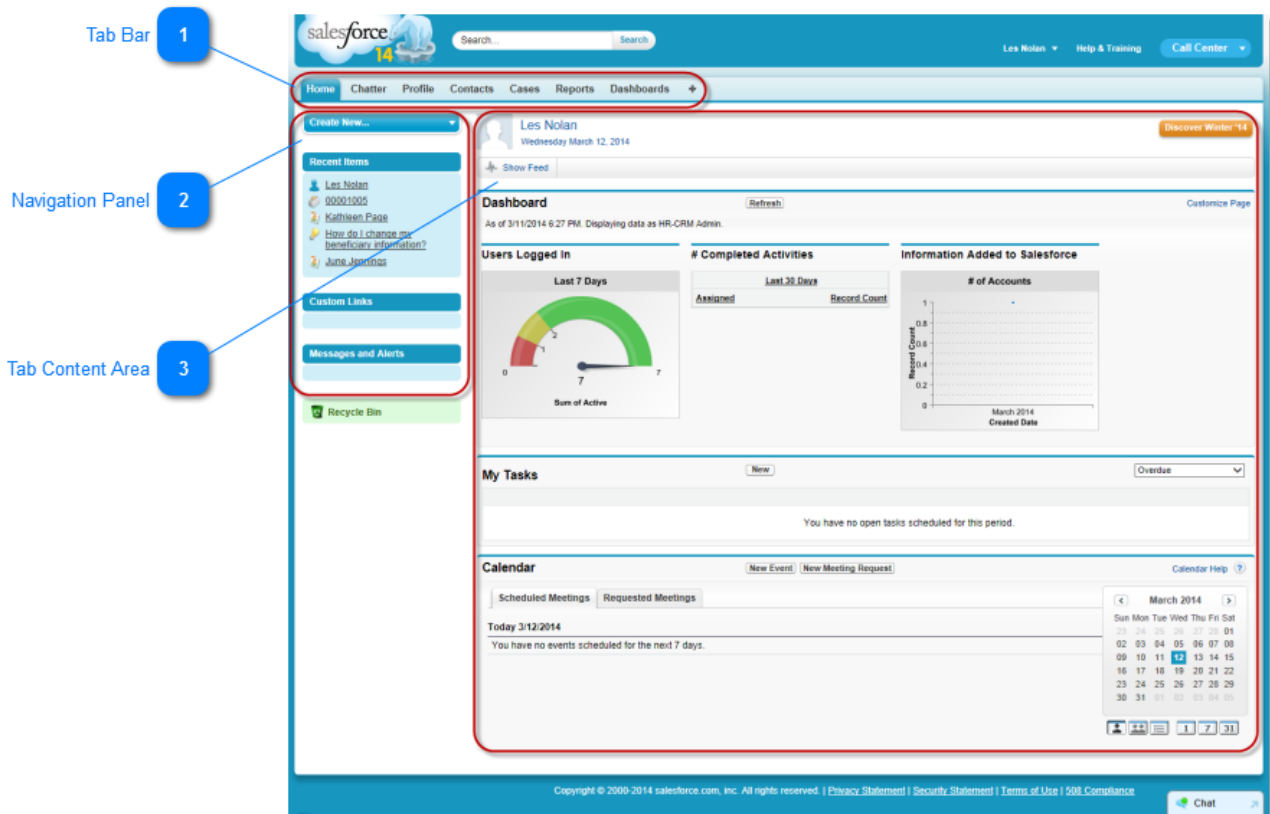 Tab Bar 1
salesforce
14
Search... Search
Les Nolan Help & Training Call Center
Home Chatter Profile Contacts Cases Reports Dashboards +
Create New...
Les Nolan
Wednesday March 12, 2014
Discover Winter '14
Recent Items
Show Feed
Navigation Panel 2
Les Nolan
00001005
Kathleen Page
How do I change my
beneficiary information?
June Jennings
Dashboard Refresh Customize Page
As of 3/11/2014 6:27 PM. Displaying data as HR-CRM Admin.
Users Logged In # Completed Activities Information Added to Salesforce
Last 7 Days Last 30 Days # of Accounts
Assigned Record Count
Custom Links
Messages and Alerts
Tab Content Area 3
0 1 2 7
7
Sum of Active
Record Count
1
0.8
0.6
0.4
0.2
0
March 2014
Created Date
Recycle Bin
My Tasks New Overdue
You have no open tasks scheduled for this period.
Calendar New Event New Meeting Request Calendar Help ?
Scheduled Meetings Requested Meetings
Today 3/12/2014
You have no events scheduled for the next 7 days.
< March 2014 >
Sun Mon Tue Wed Thu Fri Sat
23 24 25 26 27 28 01
02 03 04 05 06 07 08
09 10 11 12 13 14 15
16 17 18 19 20 21 22
23 24 25 26 27 28 29
30 31 01 02 03 04 05
1 7 31
Copyright © 2000-2014 salesforce.com, inc. All rights reserved. | Privacy Statement | Security Statement | Terms of Use | 508 Compliance
Chat